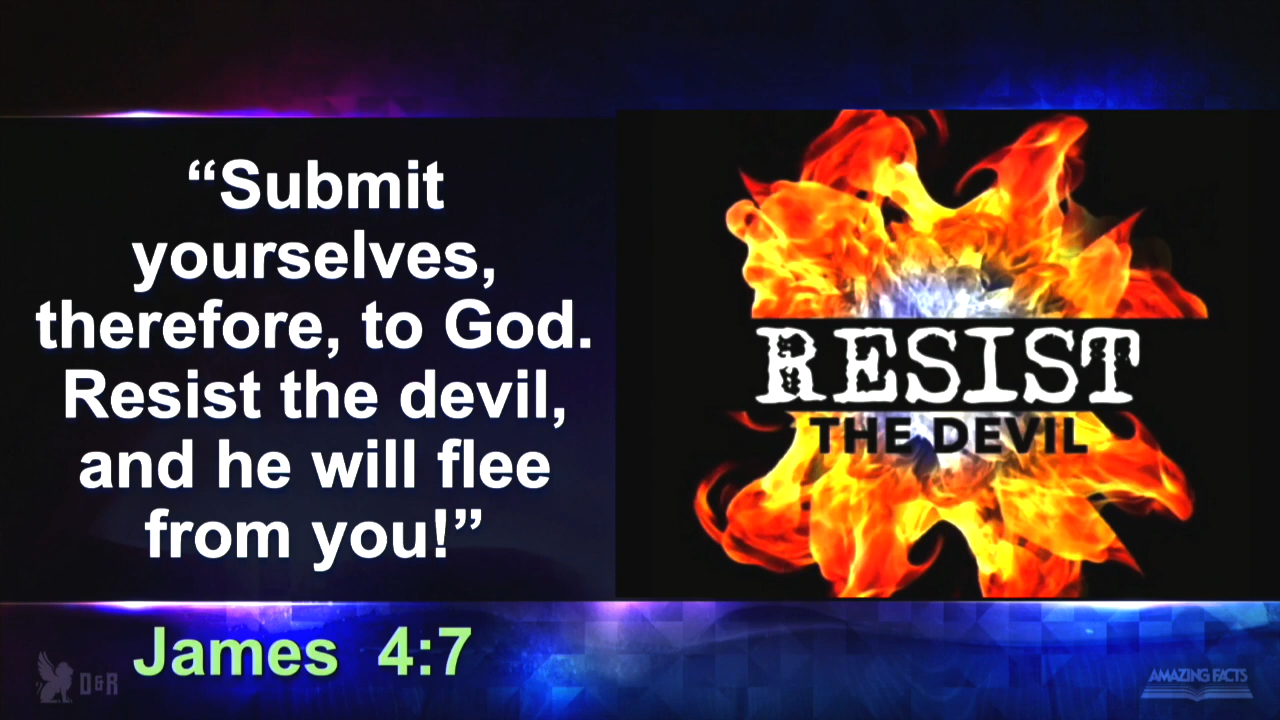 “Submit
yourselves,
therefore, to God.
Resist the devil,
and he will flee
from you!”
James 4:7
RESIST
THE DEVIL
D&R
AMAZING FACTS